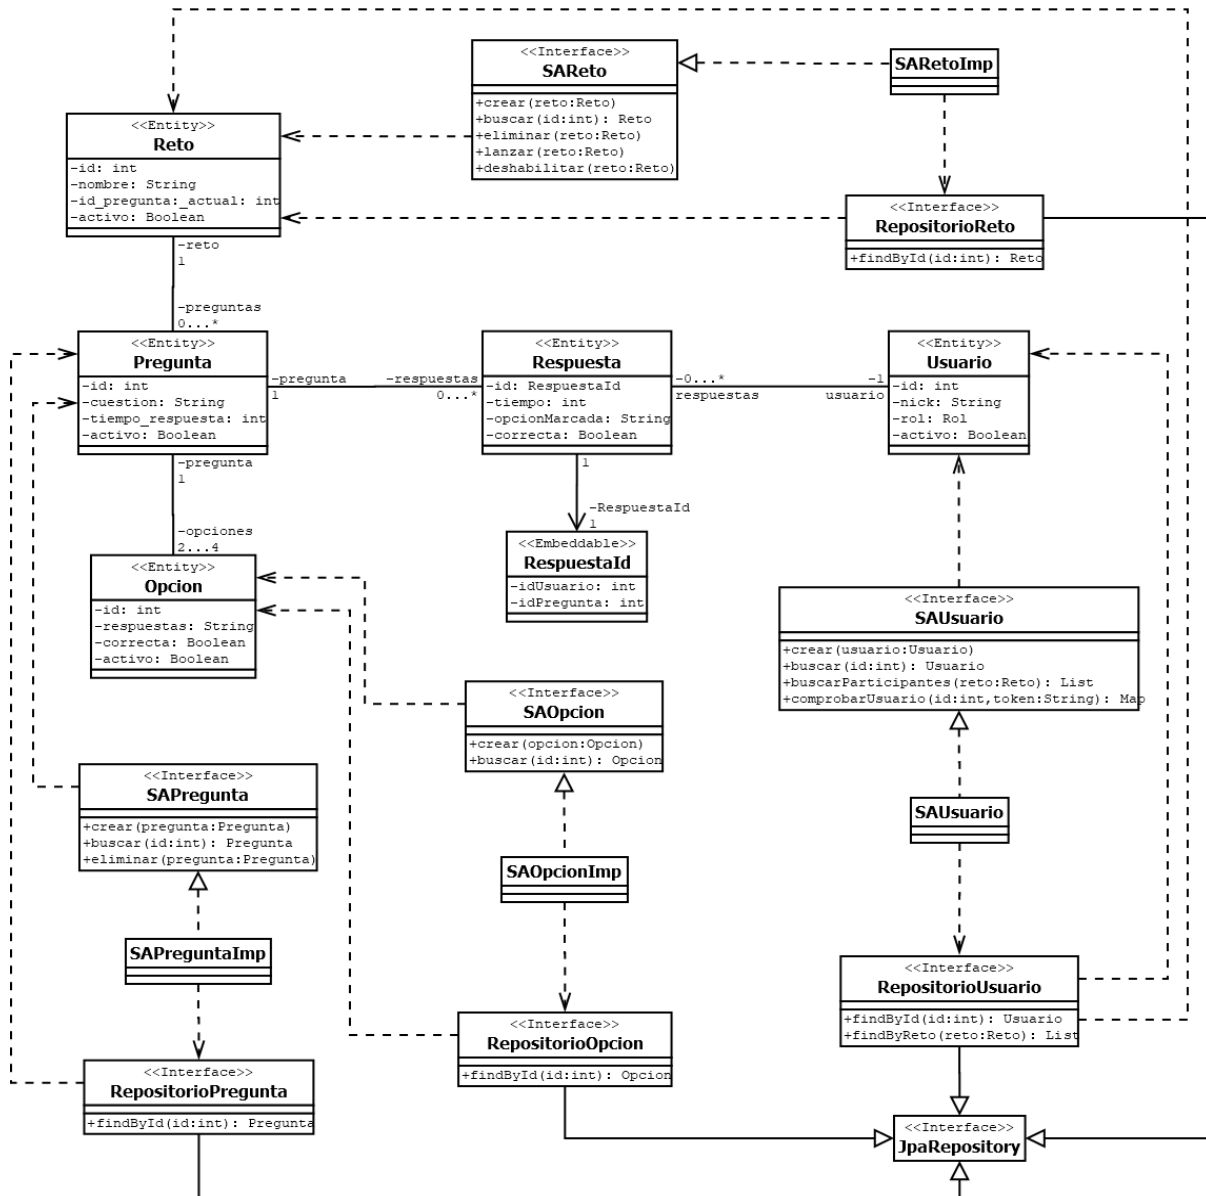 <<Interface>>
SAReto
+crear(reto:Reto)
+buscar(id:int): Reto
+eliminar(reto:Reto)
+lanzar(reto:Reto)
+deshabilitar(reto:Reto)
SARetoImp
<<Entity>>
Reto
-id: int
-nombre: String
-id_pregunta:_actual: int
-activo: Boolean
<<Interface>>
RepositorioReto
+findById(id:int): Reto
-reto
1
-preguntas
0...*
<<Entity>>
Pregunta
-id: int
-cuestion: String
-tiempo_respuesta: int
-activo: Boolean
-pregunta
1
-respuestas
0...*
<<Entity>>
Respuesta
-id: RespuestaId
-tiempo: int
-opcionMarcada: String
-correcta: Boolean
-0...*
respuestas
-1
usuario
<<Entity>>
Usuario
-id: int
-nick: String
-rol: Rol
-activo: Boolean
-pregunta
1
-opciones
2...4
1
-RespuestaId
1
<<Embeddable>>
RespuestaId
-idUsuario: int
-idPregunta: int
<<Entity>>
Opcion
-id: int
-respuestas: String
-correcta: Boolean
-activo: Boolean
<<Interface>>
SAUsuario
+crear(usuario:Usuario)
+buscar(id:int): Usuario
+buscarParticipantes(reto:Reto): List
+comprobarUsuario(id:int,token:String): Map
<<Interface>>
SAOpcion
+crear(opcion:Opcion)
+buscar(id:int): Opcion
<<Interface>>
SAPregunta
+crear(pregunta:Pregunta)
+buscar(id:int): Pregunta
+eliminar(pregunta:Pregunta)
SAUsuario
SAOpcionImp
SAPreguntaImp
<<Interface>>
RepositorioUsuario
+findById(id:int): Usuario
+findByReto(reto:Reto): List
<<Interface>>
RepositorioOpcion
+findById(id:int): Opcion
<<Interface>>
RepositorioPregunta
+findById(id:int): Pregunta
<<Interface>>
JpaRepository